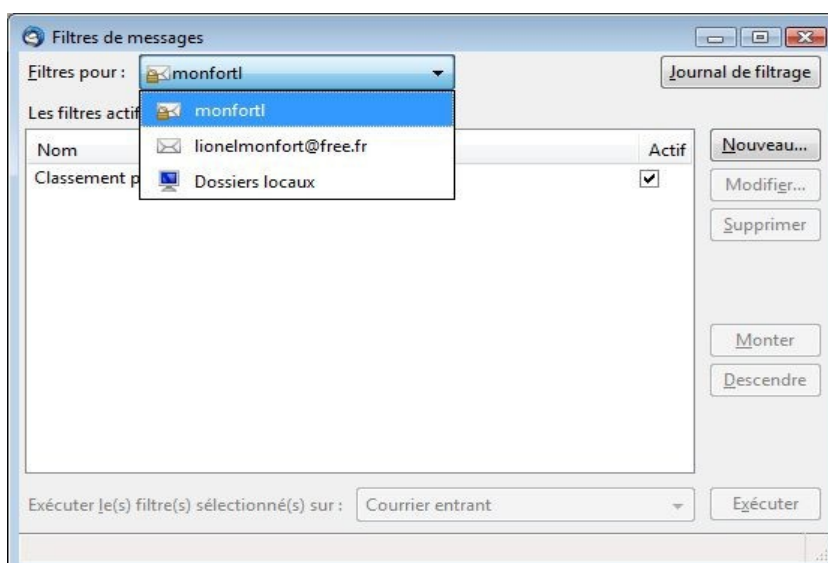 Filtres de messages
Filtres pour : monfortl Journal de filtrage
Les filtres actif monfortl
lionelmonfort@free.fr
Nom Actif Nouveau...
Classement p Dossiers locaux Modifier...
Supprimer
Monter
Descendre
Exécuter le(s) filtre(s) sélectionné(s) sur : Courrier entrant Exécuter